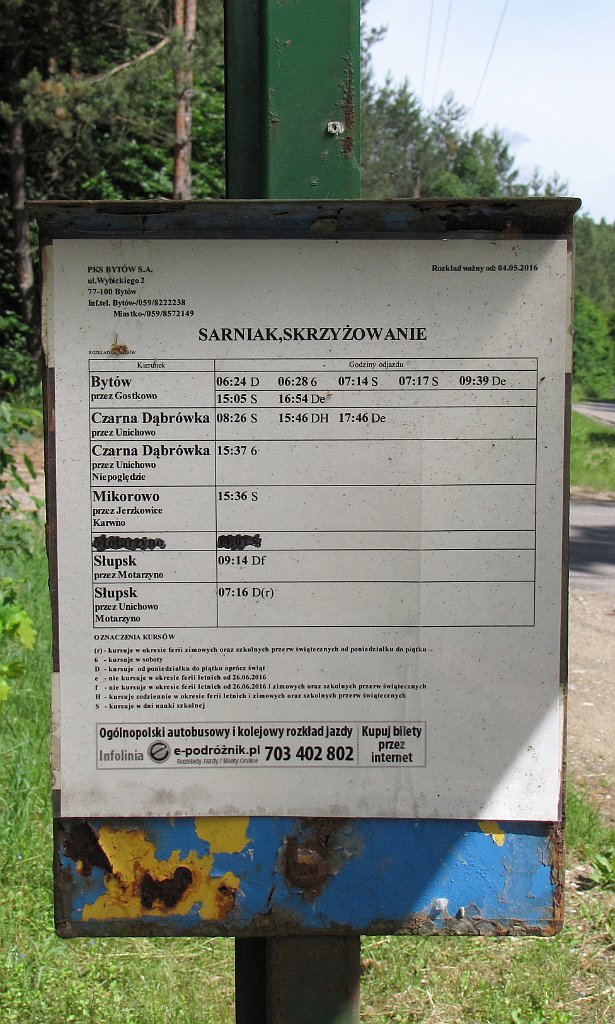 PKS BYTÓW S.A.
Rozkład ważny od: 04.05.2016
ul.Wybickiego 2
77-100 Bytów
Inf.tel. Bytów-/059/8222238
Miastko-/059/8572149
SARNIAK,SKRZYŻOWANIE
ROZKŁAD
Kierunek Godziny odjazdu
Bytów 06:24 D 06:28 6 07:14 S 07:17 S 09:39 De
przez Gostkowo 15:05 S 16:54 De
Czarna Dąbrówka 08:26 S 15:46 DH 17:46 De
przez Unichowo
Czarna Dąbrówka 15:37 6
przez Unichowo
Niepoględzie
Mikorowo 15:36 S
przez Jerzkowice
Karwno
Słupsk 09:14 Df
przez Motarzyno
Słupsk 07:16 D(r)
przez Unichowo
Motarzyno
OZNACZENIA KURSÓW
(r) - kursuje w okresie ferii zimowych oraz szkolnych przerw świątecznych od poniedziałku do piątku --
6 - kursuje w soboty
D - kursuje od poniedziałku do piątku oprócz świąt
e - nie kursuje w okresie ferii letnich od 26.06.2016
f - nie kursuje w okresie ferii letnich od 26.06.2016 i zimowych oraz szkolnych przerw świątecznych
H - kursuje codziennie w okresie ferii letnich i zimowych oraz szkolnych przerw świątecznych
S - kursuje w dni nauki szkolnej
Ogólnopolski autobusowy i kolejowy rozkład jazdy
Infolinia e-podróżnik.pl 703 402 802
Rozkłady Jazdy / Bilety Online
Kupuj bilety
przez
internet